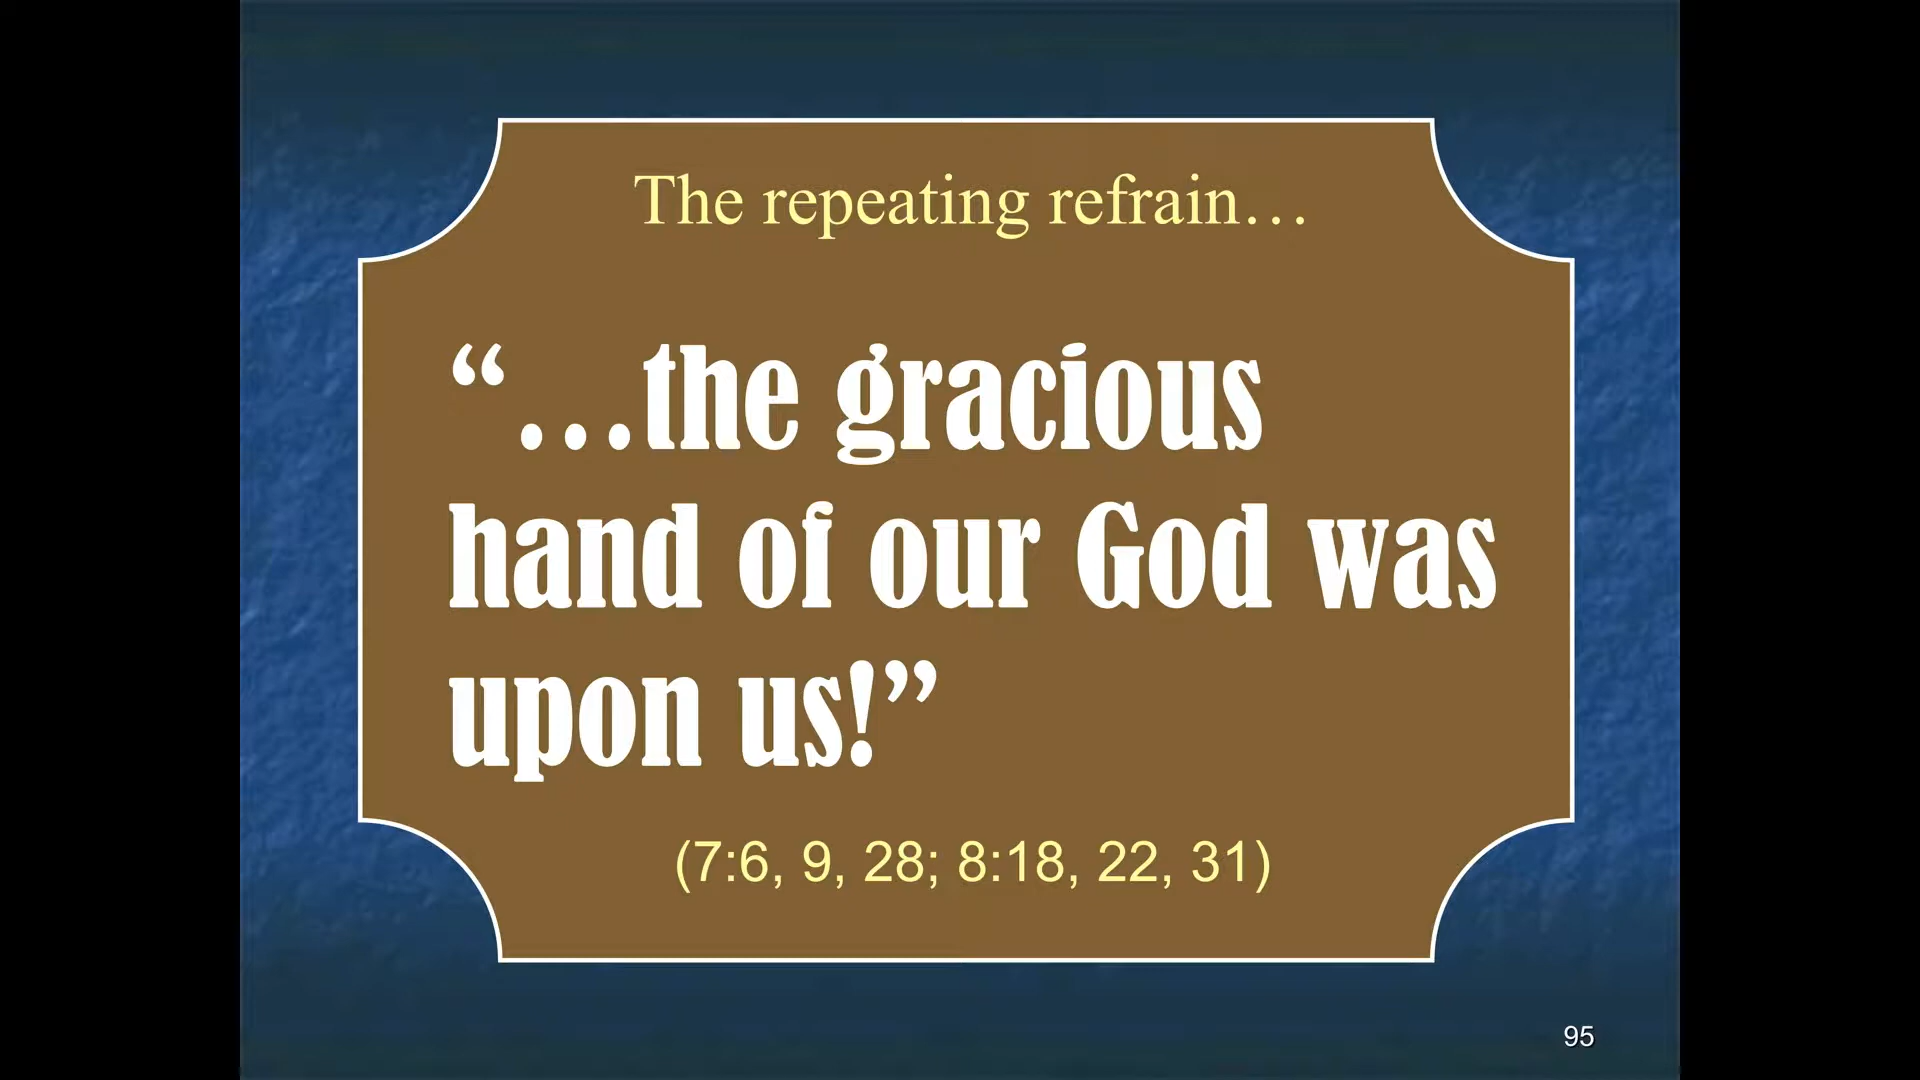 The repeating refrain…
“…the gracious
hand of our God was
upon us!”
(7:6, 9, 28; 8:18, 22, 31)
95